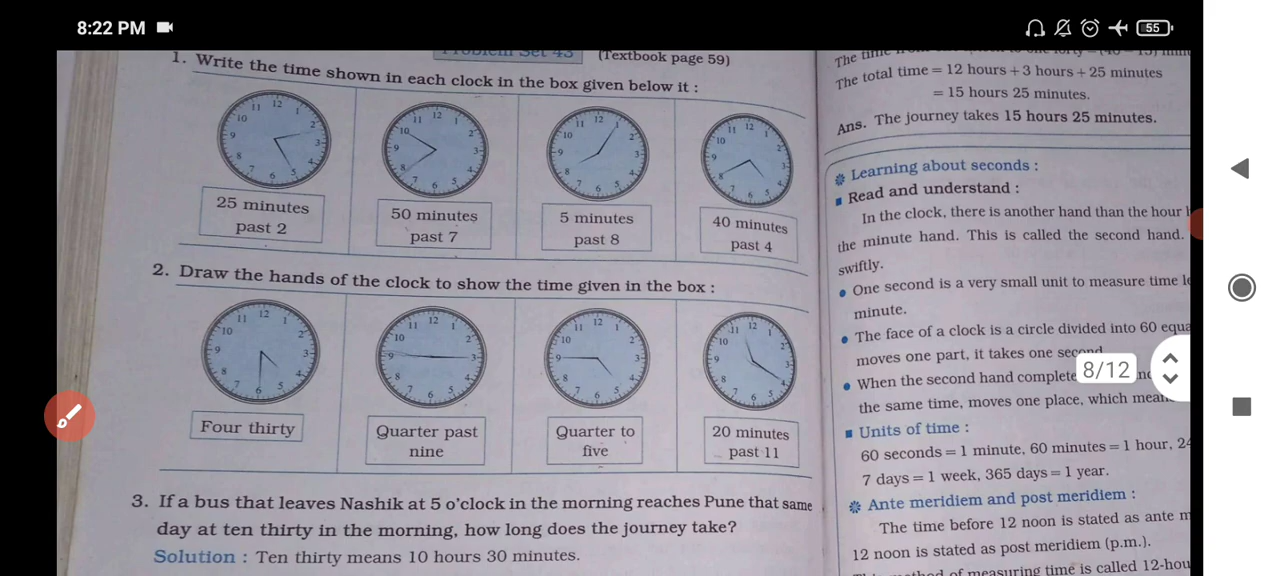 8:22 PM
55
Problem Set 43 (Textbook page 59)
1. Write the time shown in each clock in the box given below it :
25 minutes
past 2
50 minutes
past 7
5 minutes
past 8
40 minutes
past 4
2. Draw the hands of the clock to show the time given in the box :
Four thirty
Quarter past
nine
Quarter to
five
20 minutes
past 11
3. If a bus that leaves Nashik at 5 o'clock in the morning reaches Pune that same
day at ten thirty in the morning, how long does the journey take?
Solution : Ten thirty means 10 hours 30 minutes.
The total time = 12 hours + 3 hours + 25 minutes
= 15 hours 25 minutes.
Ans. The journey takes 15 hours 25 minutes.
Learning about seconds :
Read and understand :
In the clock, there is another hand than the hour
the minute hand. This is called the second hand.
swiftly.
One second is a very small unit to measure time
minute.
The face of a clock is a circle divided into 60
moves one part, it takes one second
8/12
When the second hand
the same time, moves one place, which
Units of time :
60 seconds = 1 minute, 60 minutes = 1 hour,
7 days = 1 week, 365 days = 1 year.
Ante meridiem and post meridiem :
The time before 12 noon is stated as ante
12 noon is stated as post meridiem (p.m.).
of measuring time is called